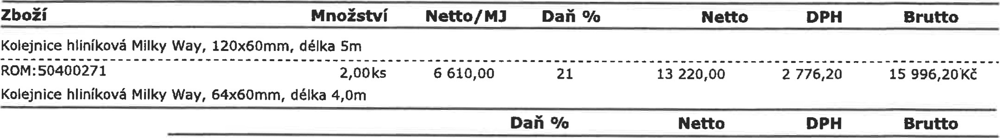 Zboží Množství Netto/MJ Daň % Netto DPH Brutto
Kolejnice hliníková Milky Way, 120x60mm, délka 5m
ROM:50400271 2,00ks 6 610,00 21 13 220,00 2 776,20 15 996,20Kč
Kolejnice hliníková Milky Way, 64x60mm, délka 4,0m
Daň % Netto DPH Brutto